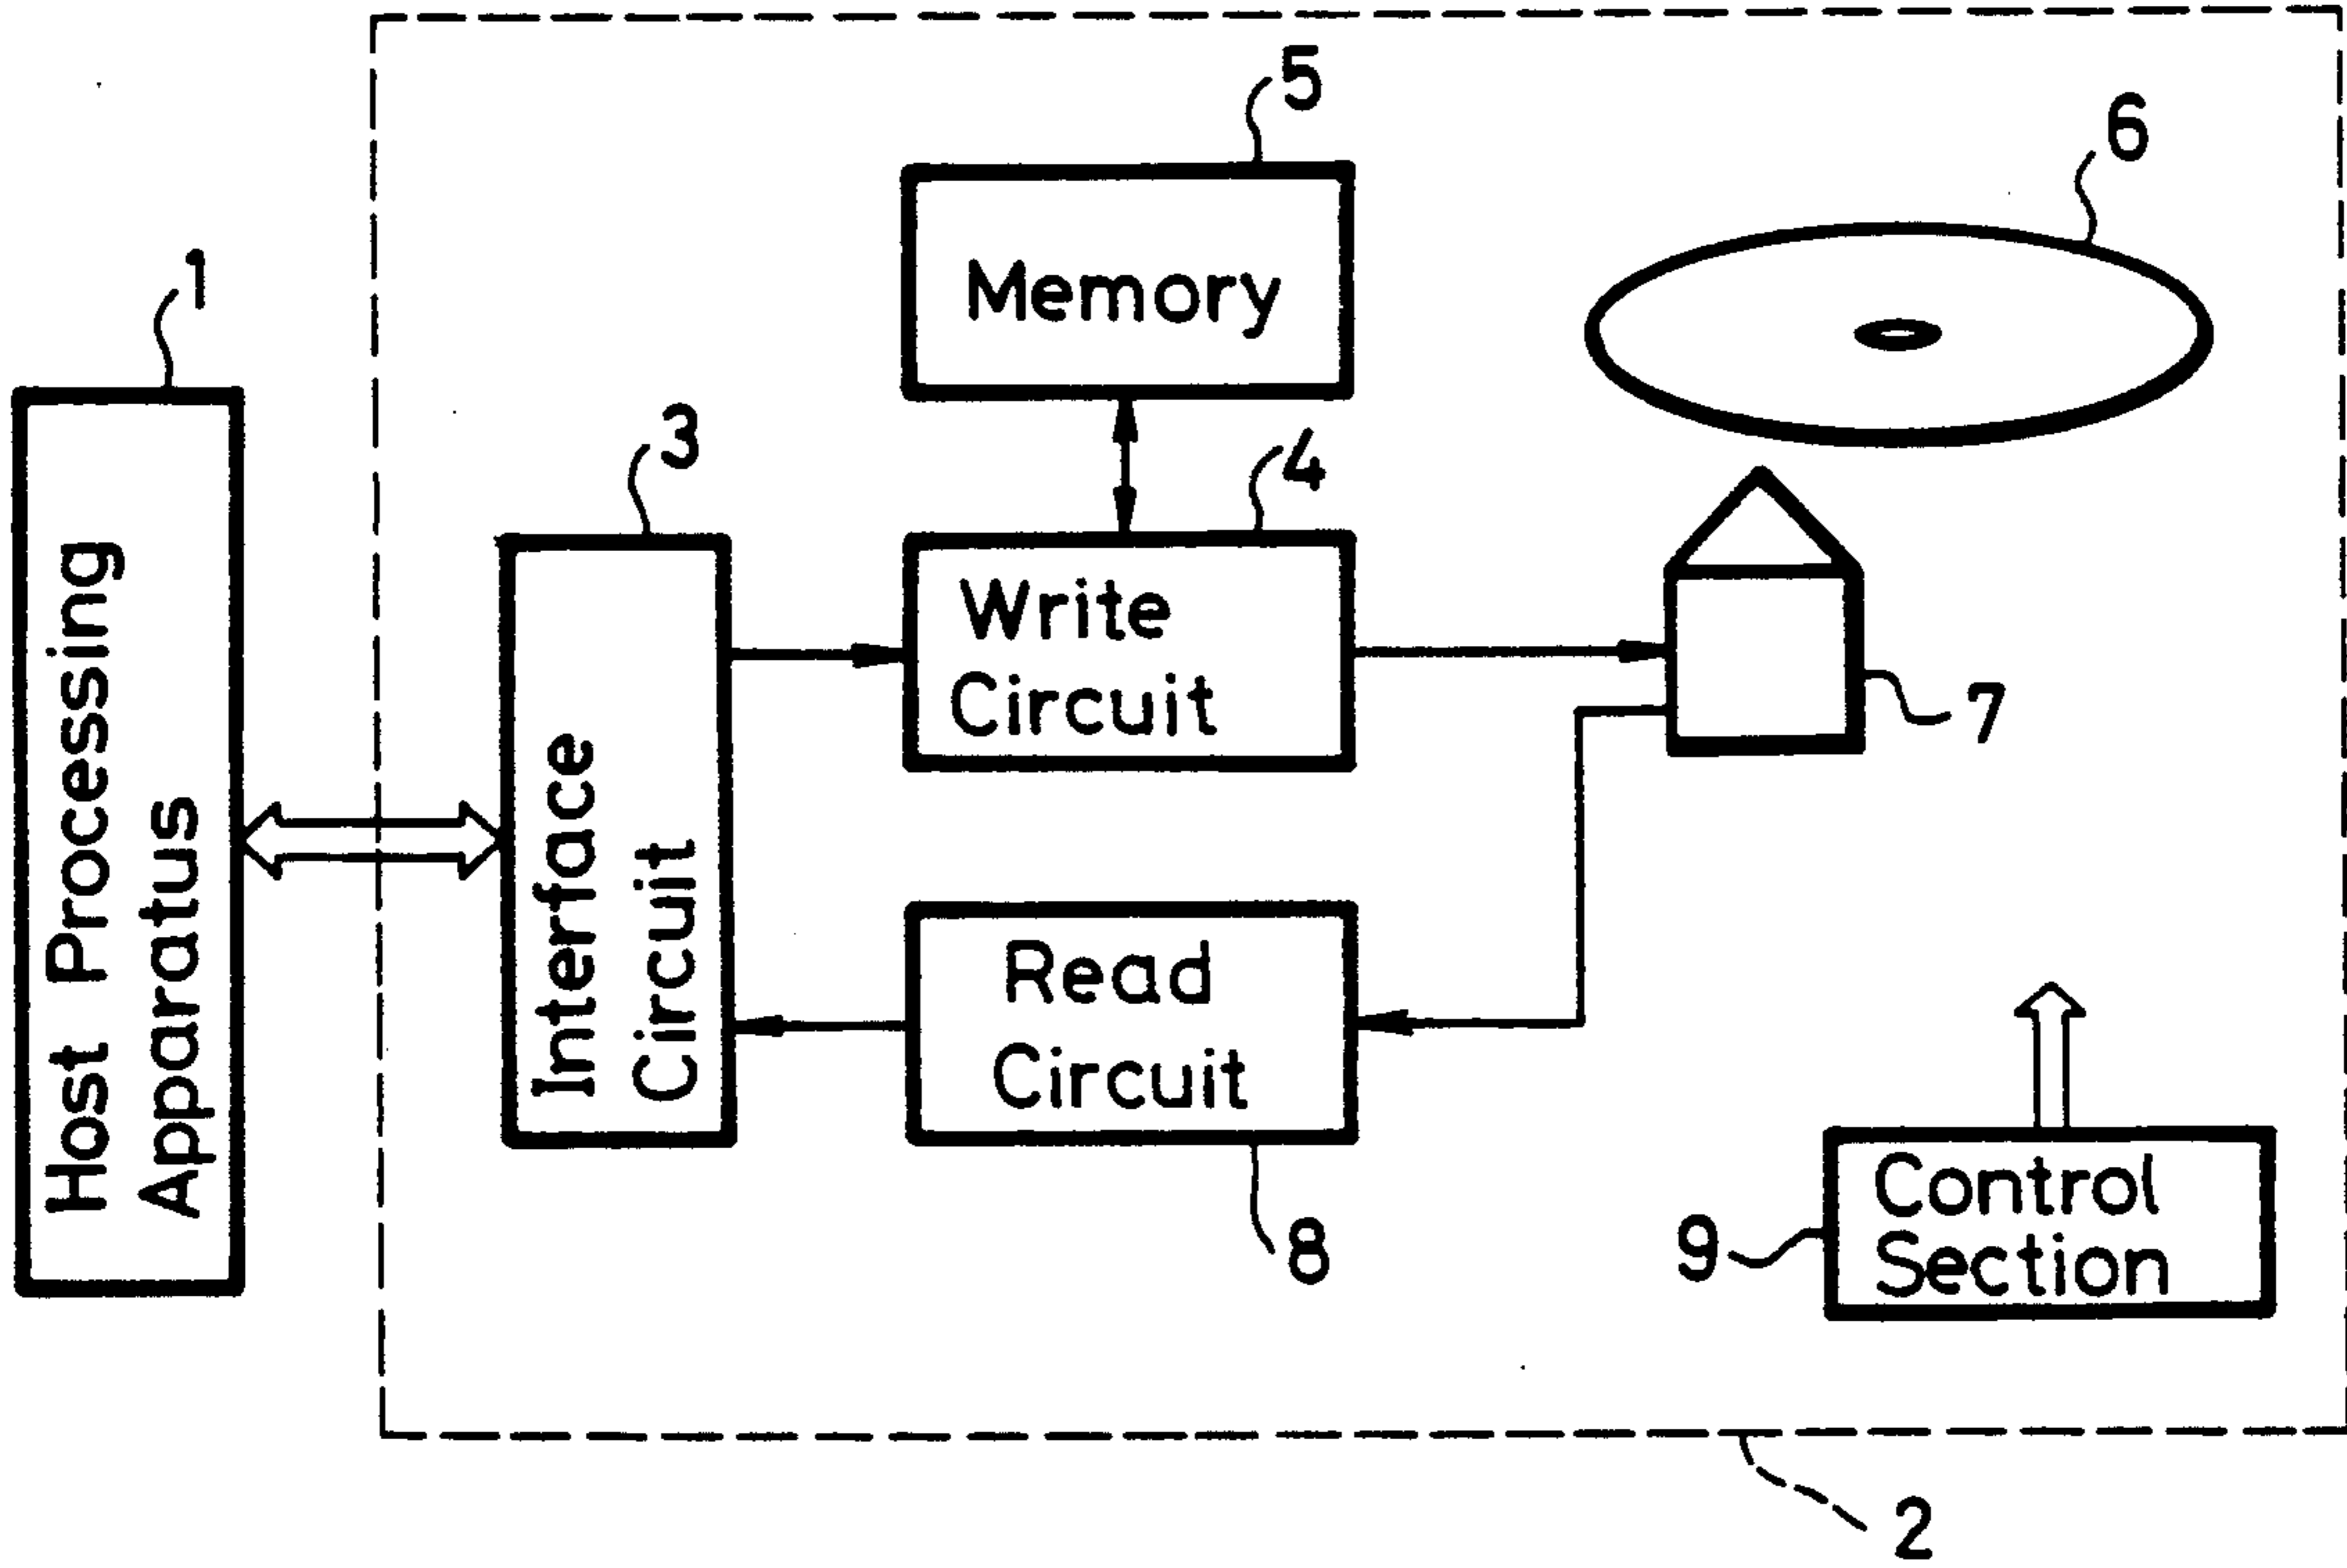 5
6
Memory
1
3
4
Host Processing
Apparatus
Interface
Circuit
Write
Circuit
7
Read
Circuit
8
9
Control
Section
2